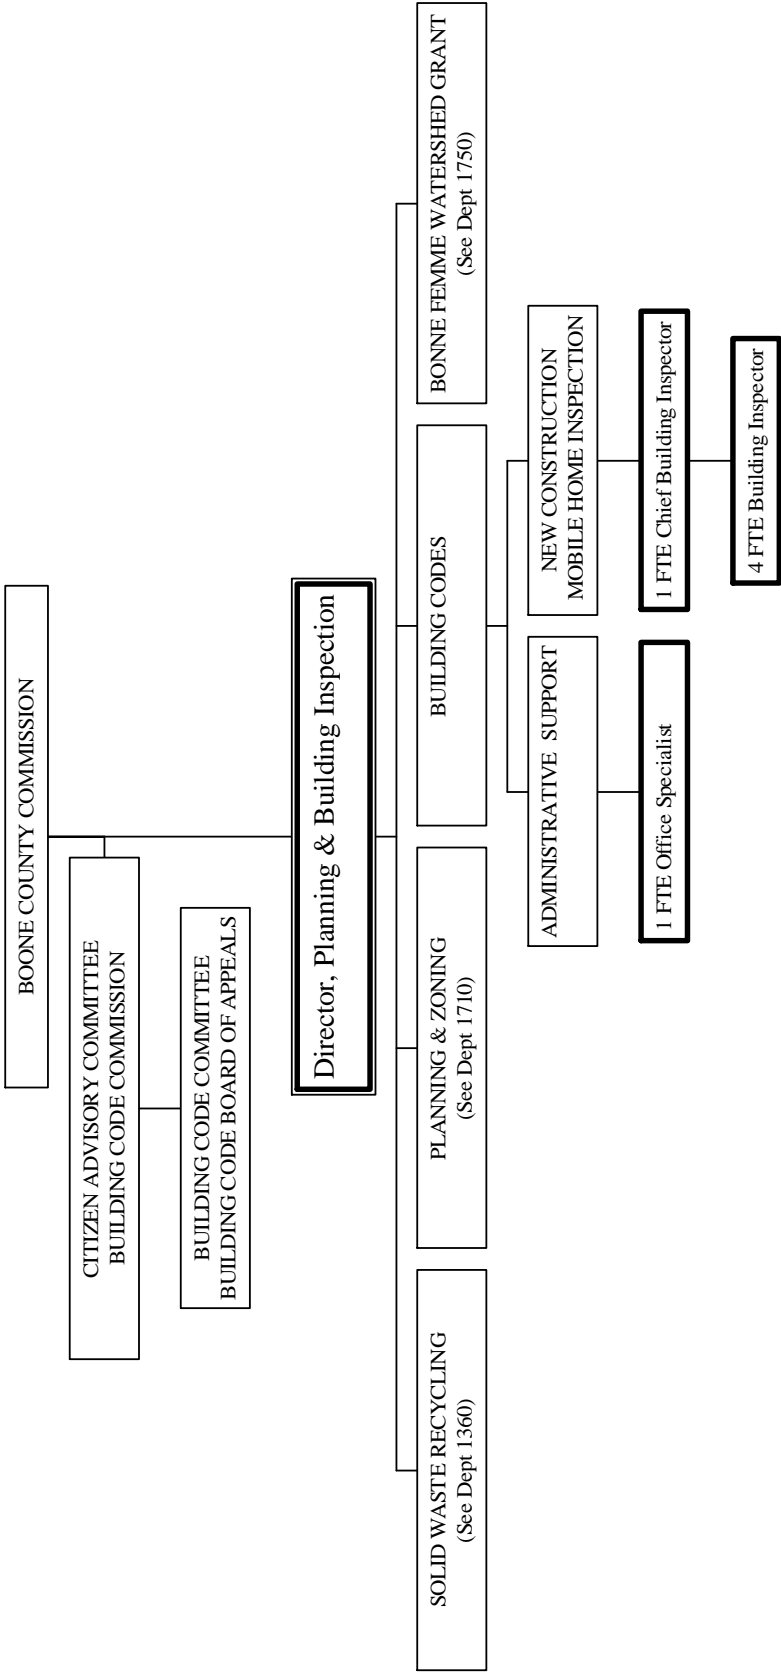 BOONE COUNTY COMMISSION
CITIZEN ADVISORY COMMITTEE
BUILDING CODE COMMISSION
BUILDING CODE COMMITTEE
BUILDING CODE BOARD OF APPEALS
Director, Planning & Building Inspection
SOLID WASTE RECYCLING
(See Dept 1360)
PLANNING & ZONING
(See Dept 1710)
BUILDING CODES
BONNE FEMME WATERSHED GRANT
(See Dept 1750)
ADMINISTRATIVE SUPPORT
1 FTE Office Specialist
NEW CONSTRUCTION
MOBILE HOME INSPECTION
1 FTE Chief Building Inspector
4 FTE Building Inspector